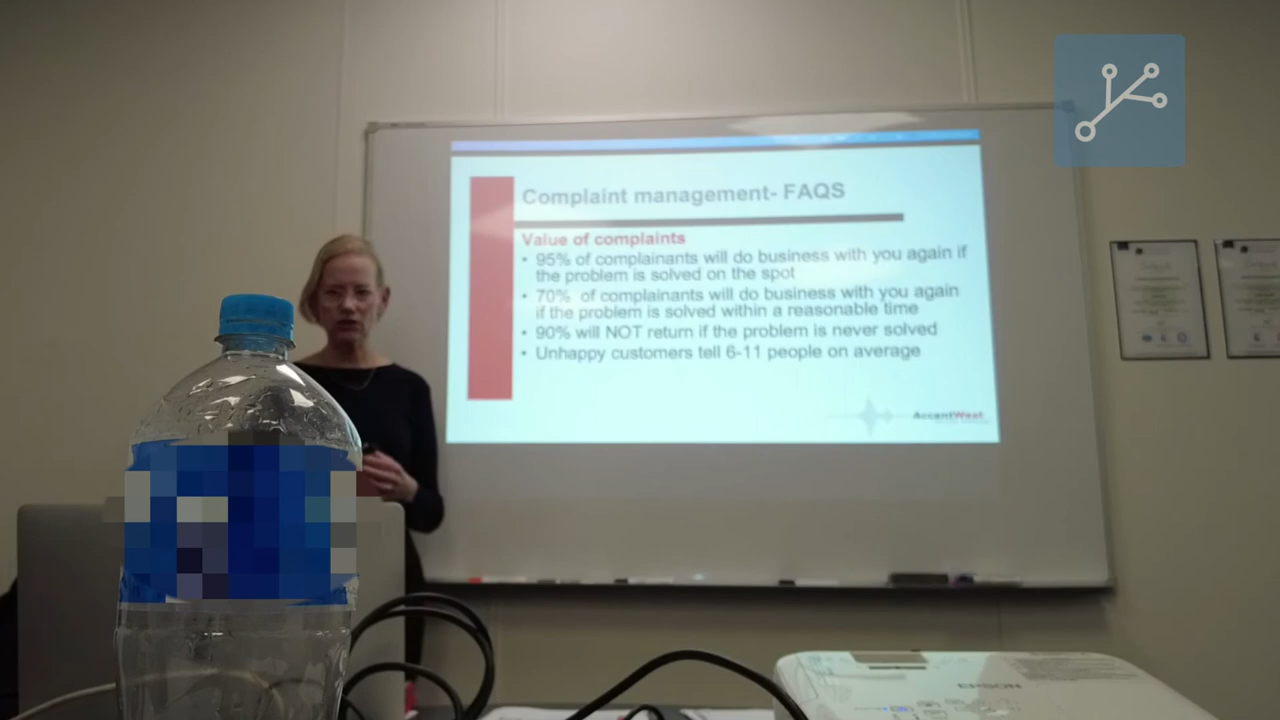 Complaint management- FAQS
Value of complaints
• 95% of complainants will do business with you again if
the problem is solved on the spot
• 70% of complainants will do business with you again
if the problem is solved within a reasonable time
• 90% will NOT return if the problem is never solved
• Unhappy customers tell 6-11 people on average
AccentWest
EPSON